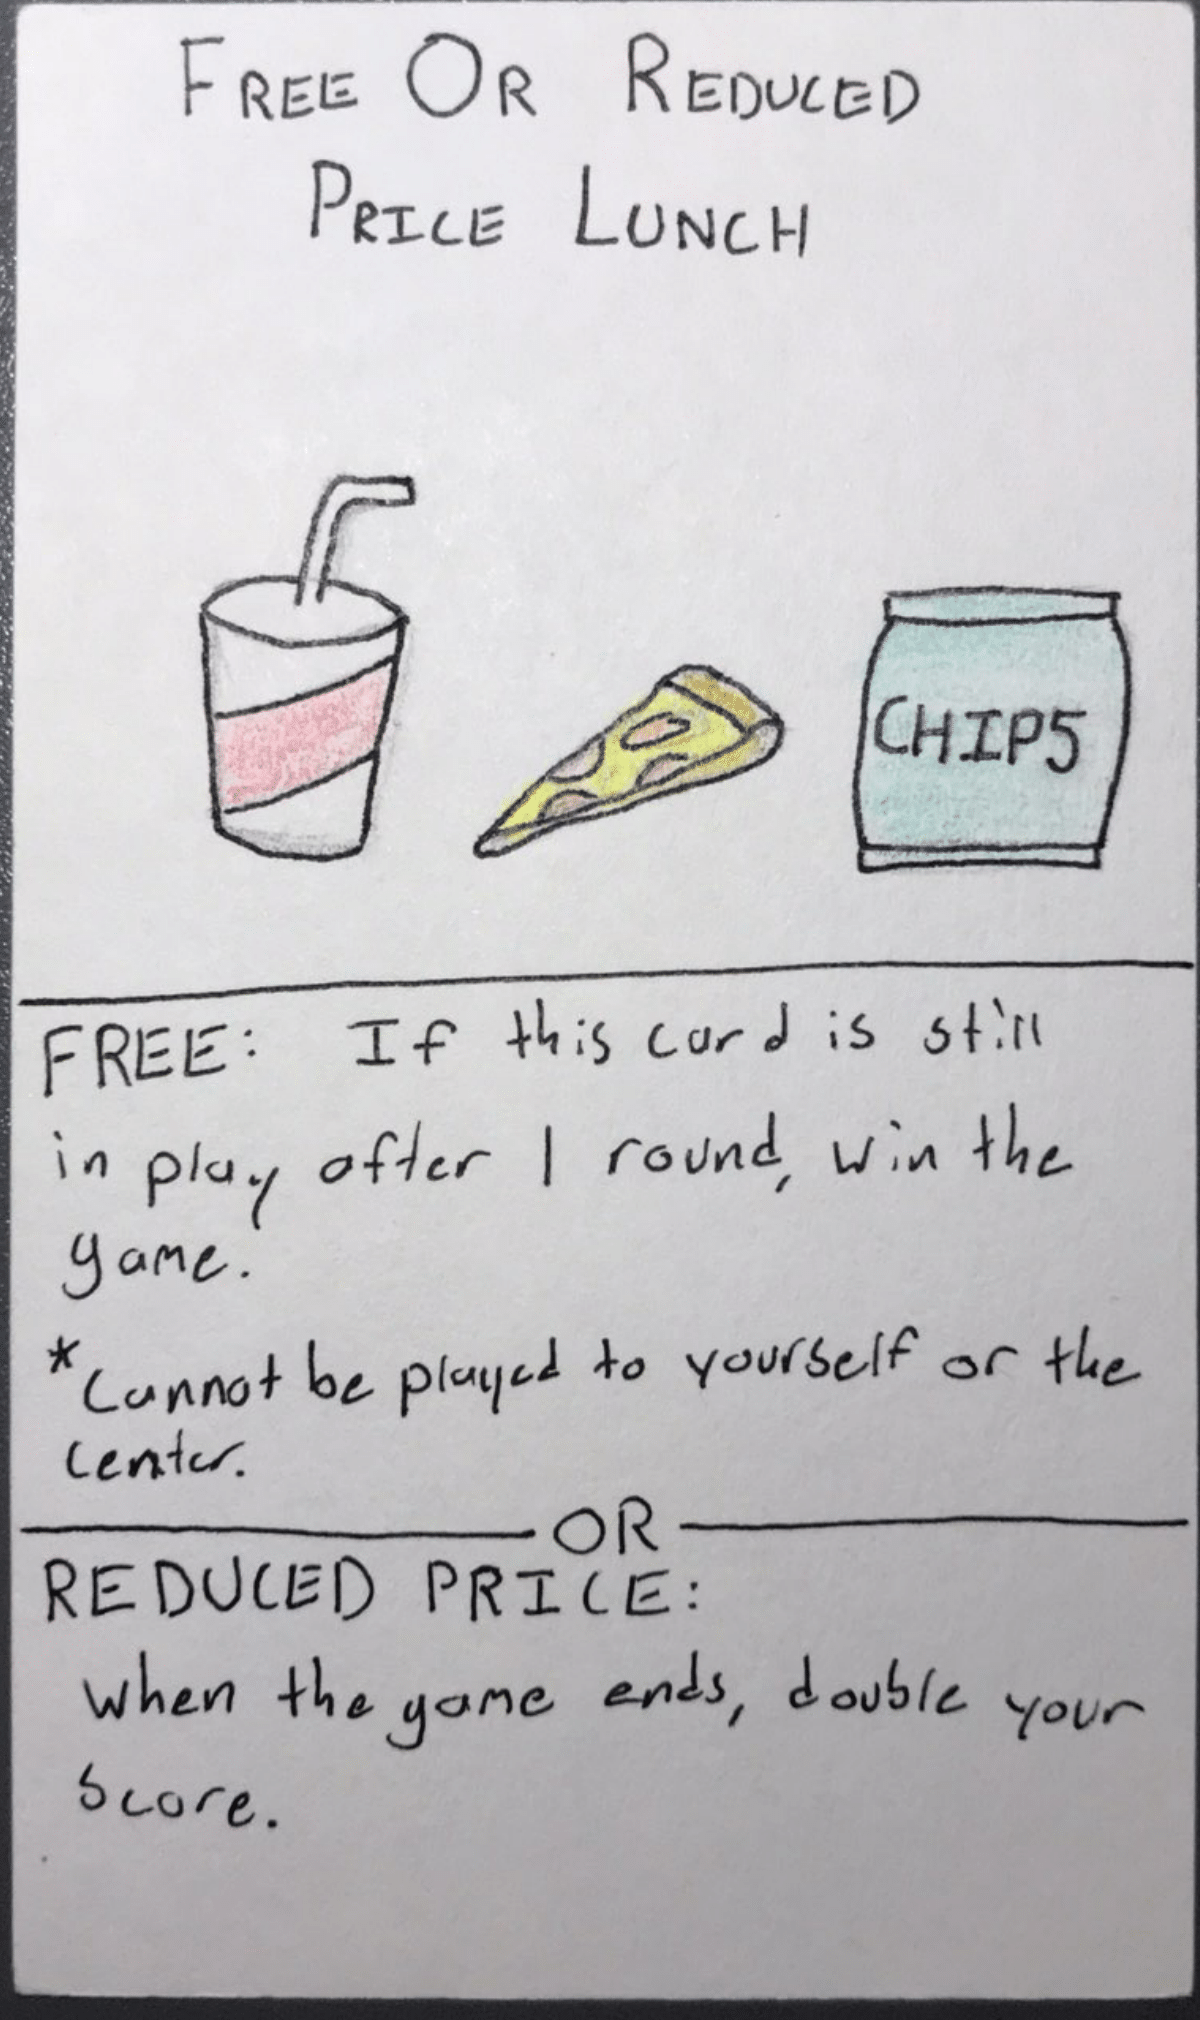 FREE OR REDUCED
PRICE LUNCH
CHIPS
FREE: If this card is still
in play after 1 round, win the
game.
*Cannot be played to yourself or the
center.
OR
REDUCED PRICE:
When the game ends, double your
score.